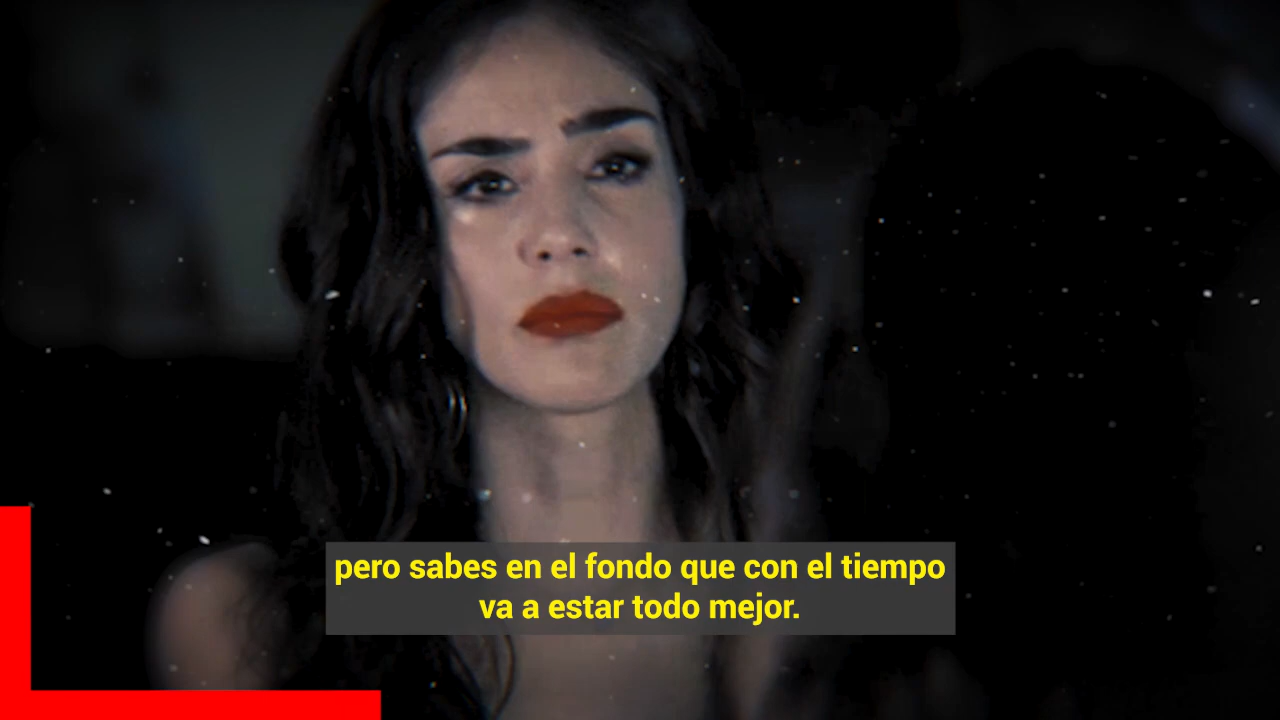 pero sabes en el fondo que con el tiempo
va a estar todo mejor.